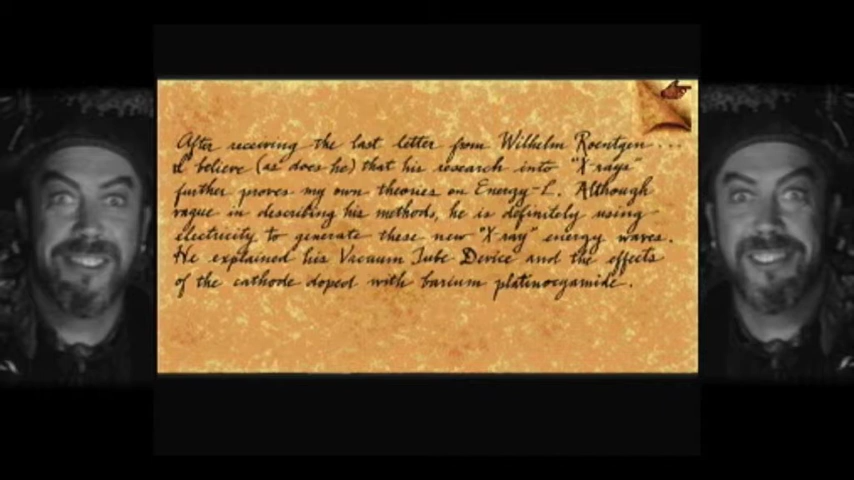 After receiving the last letter from Wilhelm Roentgen...
I believe (as does he) that his research into "X-rays"
further proves my own theories on Energy-L. Although
vague in describing his methods, he is definitely using
electricity to generate these new "X-ray" energy waves.
He explained his Vacuum Tube Device and the effects
of the cathode doped with barium platinocyamide.